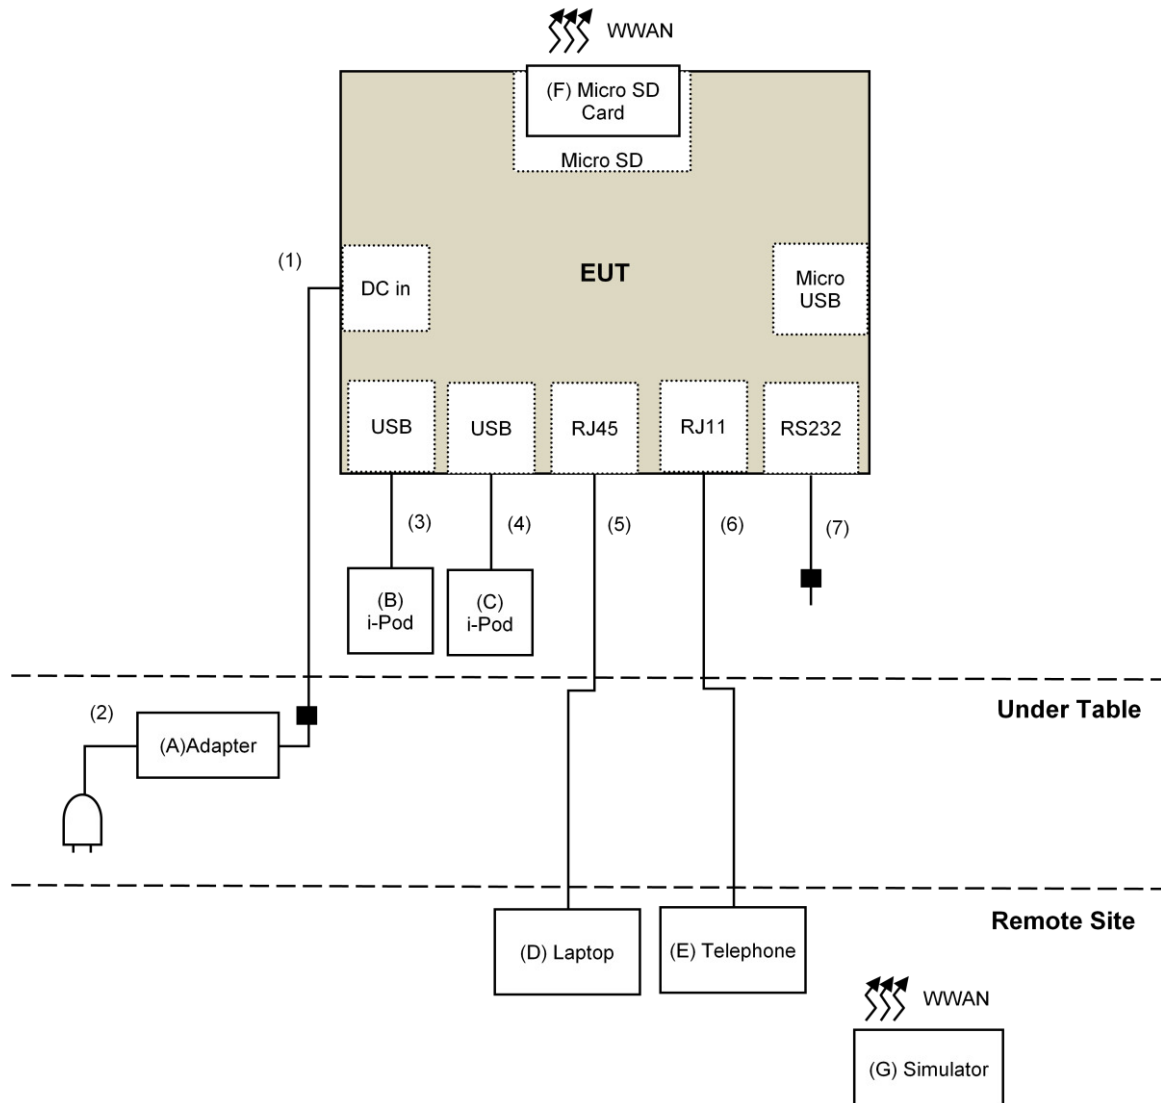 WWAN
(F) Micro SD
Card
Micro SD
(1)
DC in
EUT
Micro
USB
USB
USB
RJ45
RJ11
RS232
(3)
(4)
(5)
(6)
(7)
(B)
i-Pod
(C)
i-Pod
Under Table
(2)
(A)Adapter
Remote Site
(D) Laptop
(E) Telephone
WWAN
(G) Simulator